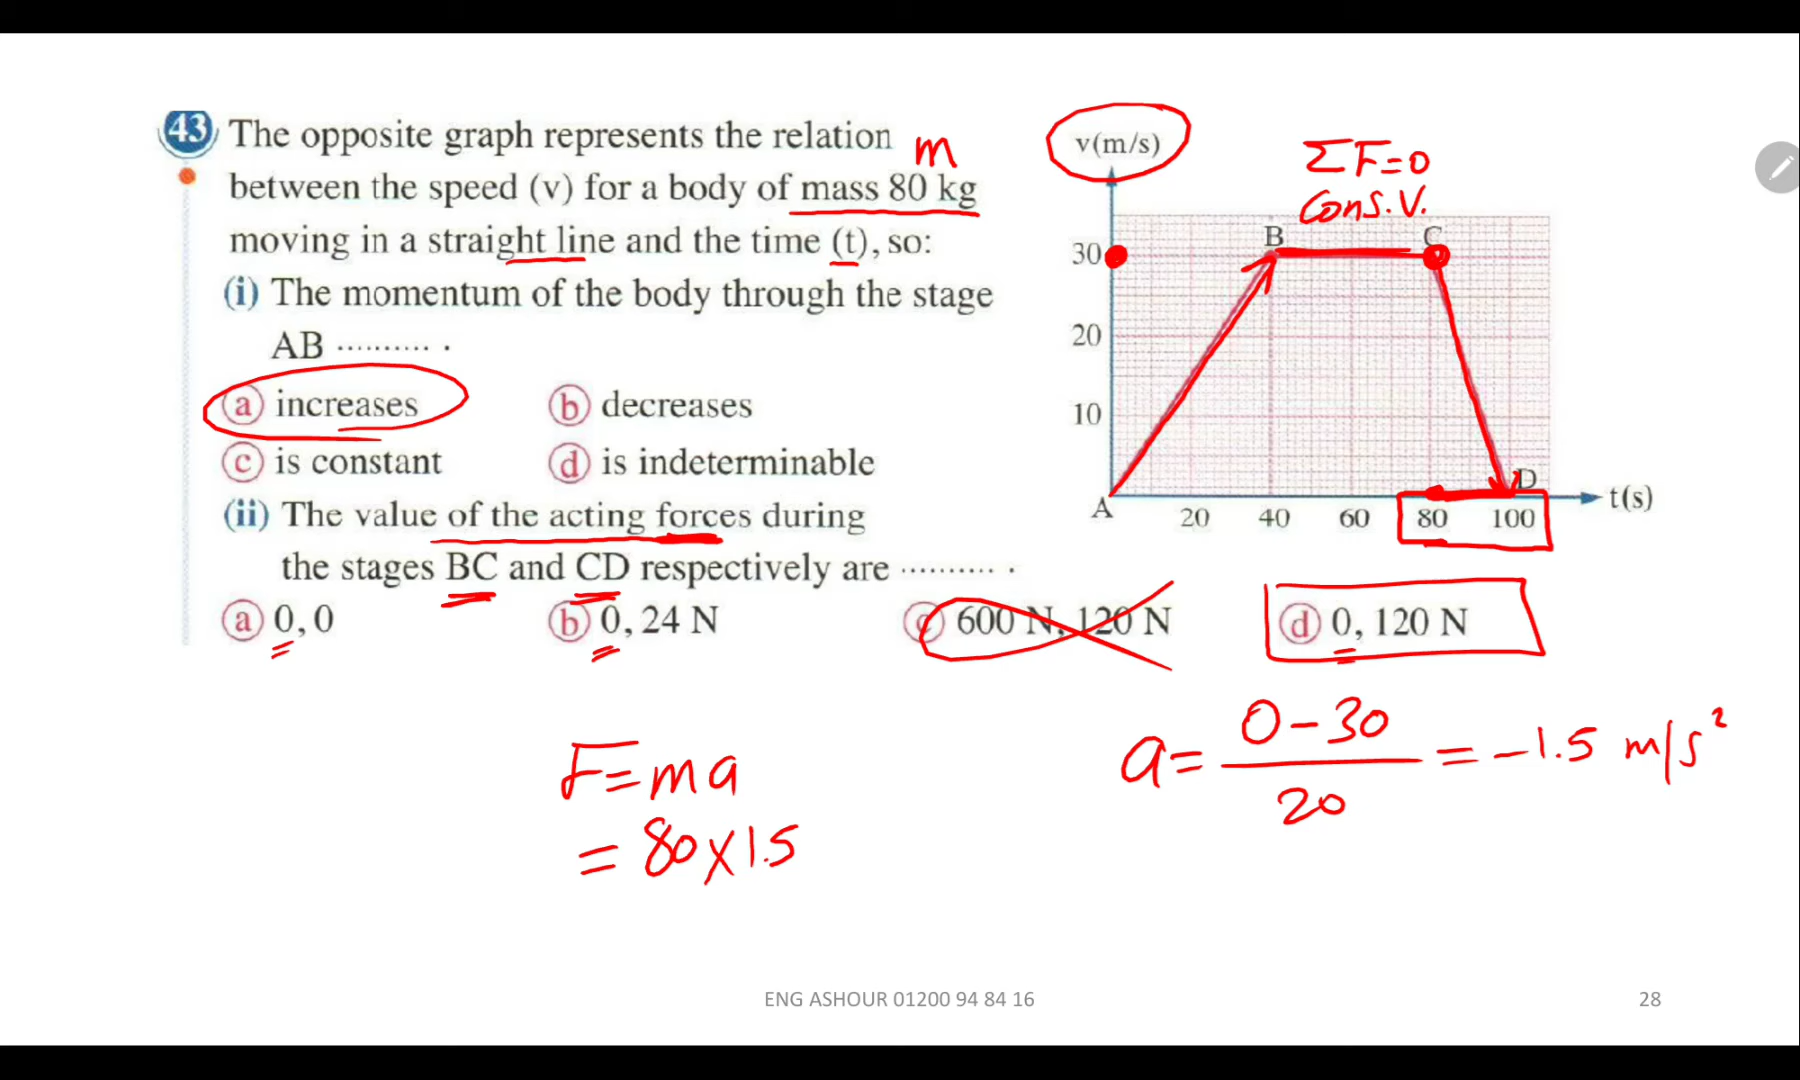 43 The opposite graph represents the relation
m
between the speed (v) for a body of mass 80 kg
moving in a straight line and the time (t), so:
(i) The momentum of the body through the stage
AB .......... .
a increases b decreases
c is constant d is indeterminable
(ii) The value of the acting forces during
the stages BC and CD respectively are .......... .
a 0, 0 b 0, 24 N c 600 N, 120 N d 0, 120 N
v(m/s)
ΣF=0
Cons.V.
B C
30
20
10
A D t(s)
20 40 60 80 100
F=ma
= 80×1.5
a = 0-30 / 20 = -1.5 m/s²
ENG ASHOUR 01200 94 84 16 28